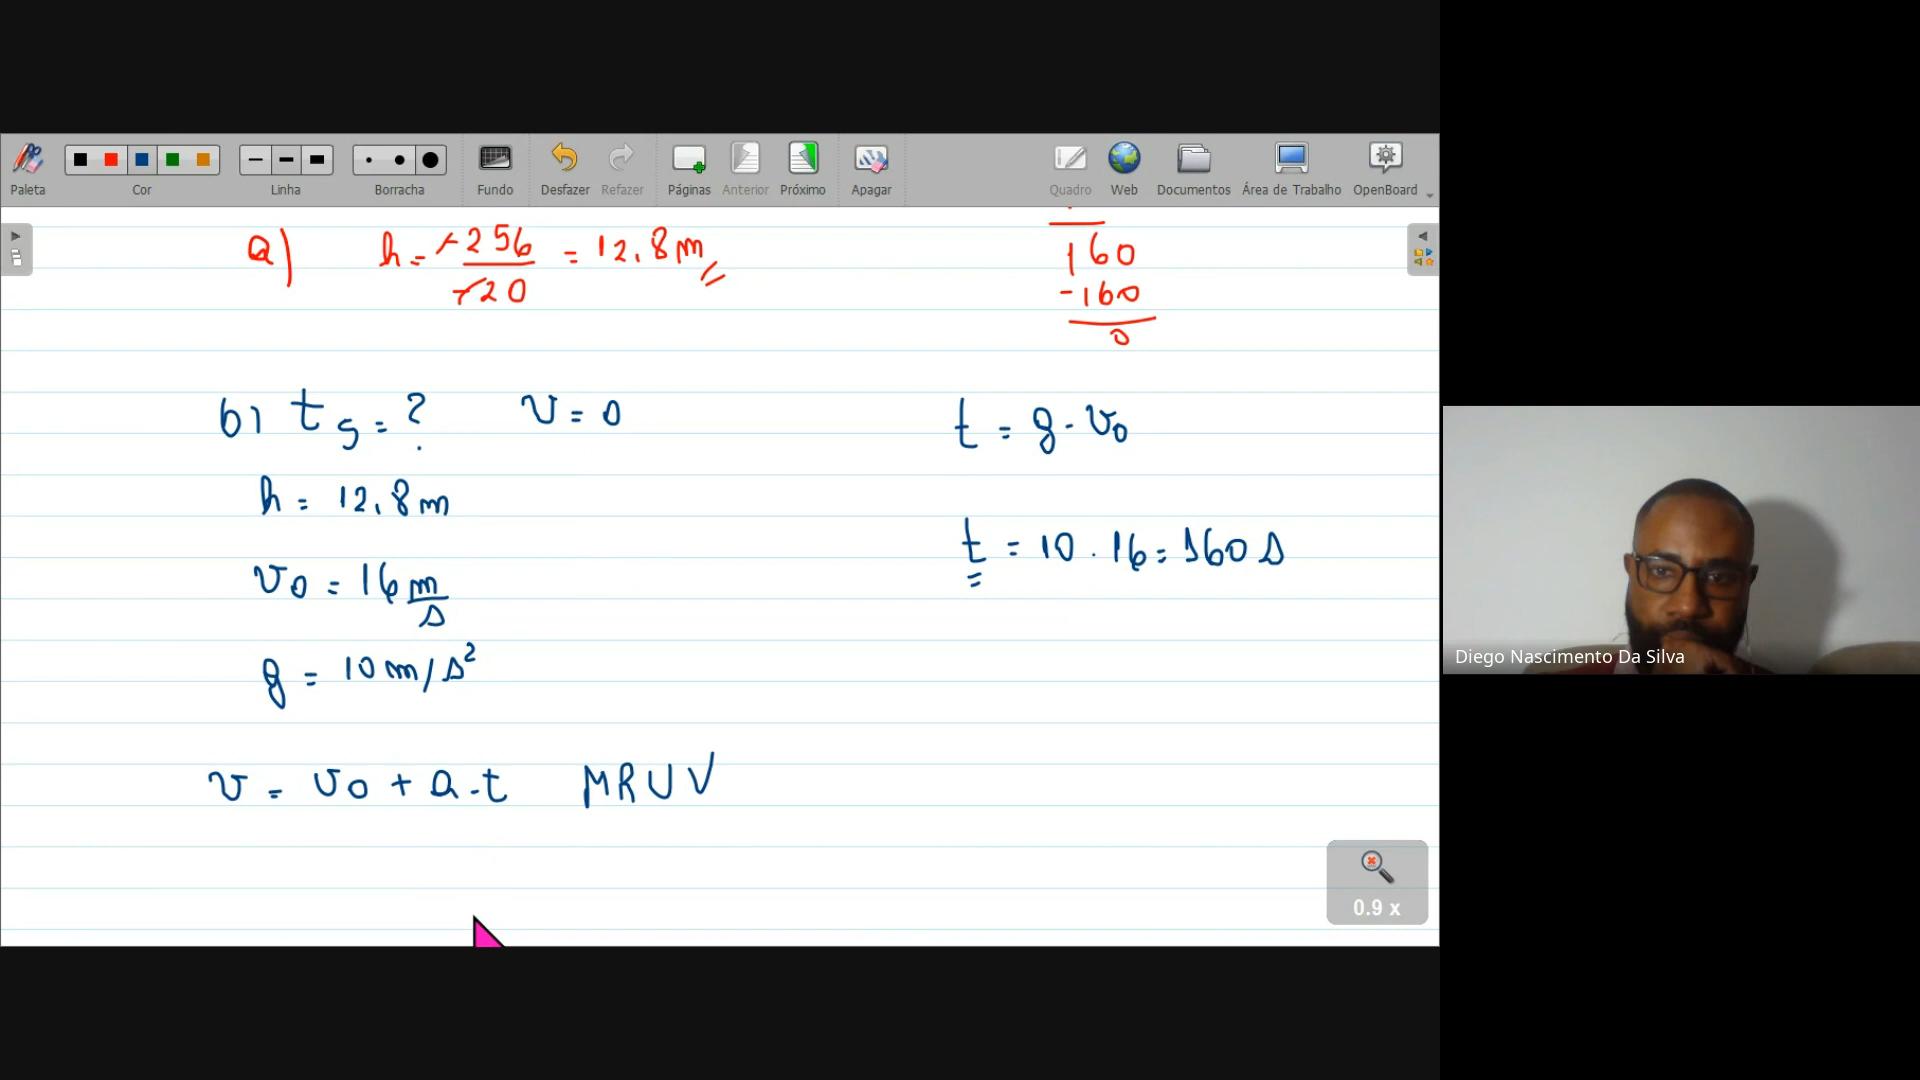 Paleta Cor Linha Borracha Fundo Desfazer Refazer Páginas Anterior Próximo Apagar Quadro Web Documentos Área de Trabalho OpenBoard
a) h = -256 / -20 = 12,8 m
160
-160
0
b) ts = ? v = 0
h = 12,8 m
v0 = 16 m/s
g = 10 m/s²
v = v0 + a . t MRUV
t = g . v0
t = 10 . 16 = 160 s
0.9 x
Diego Nascimento Da Silva